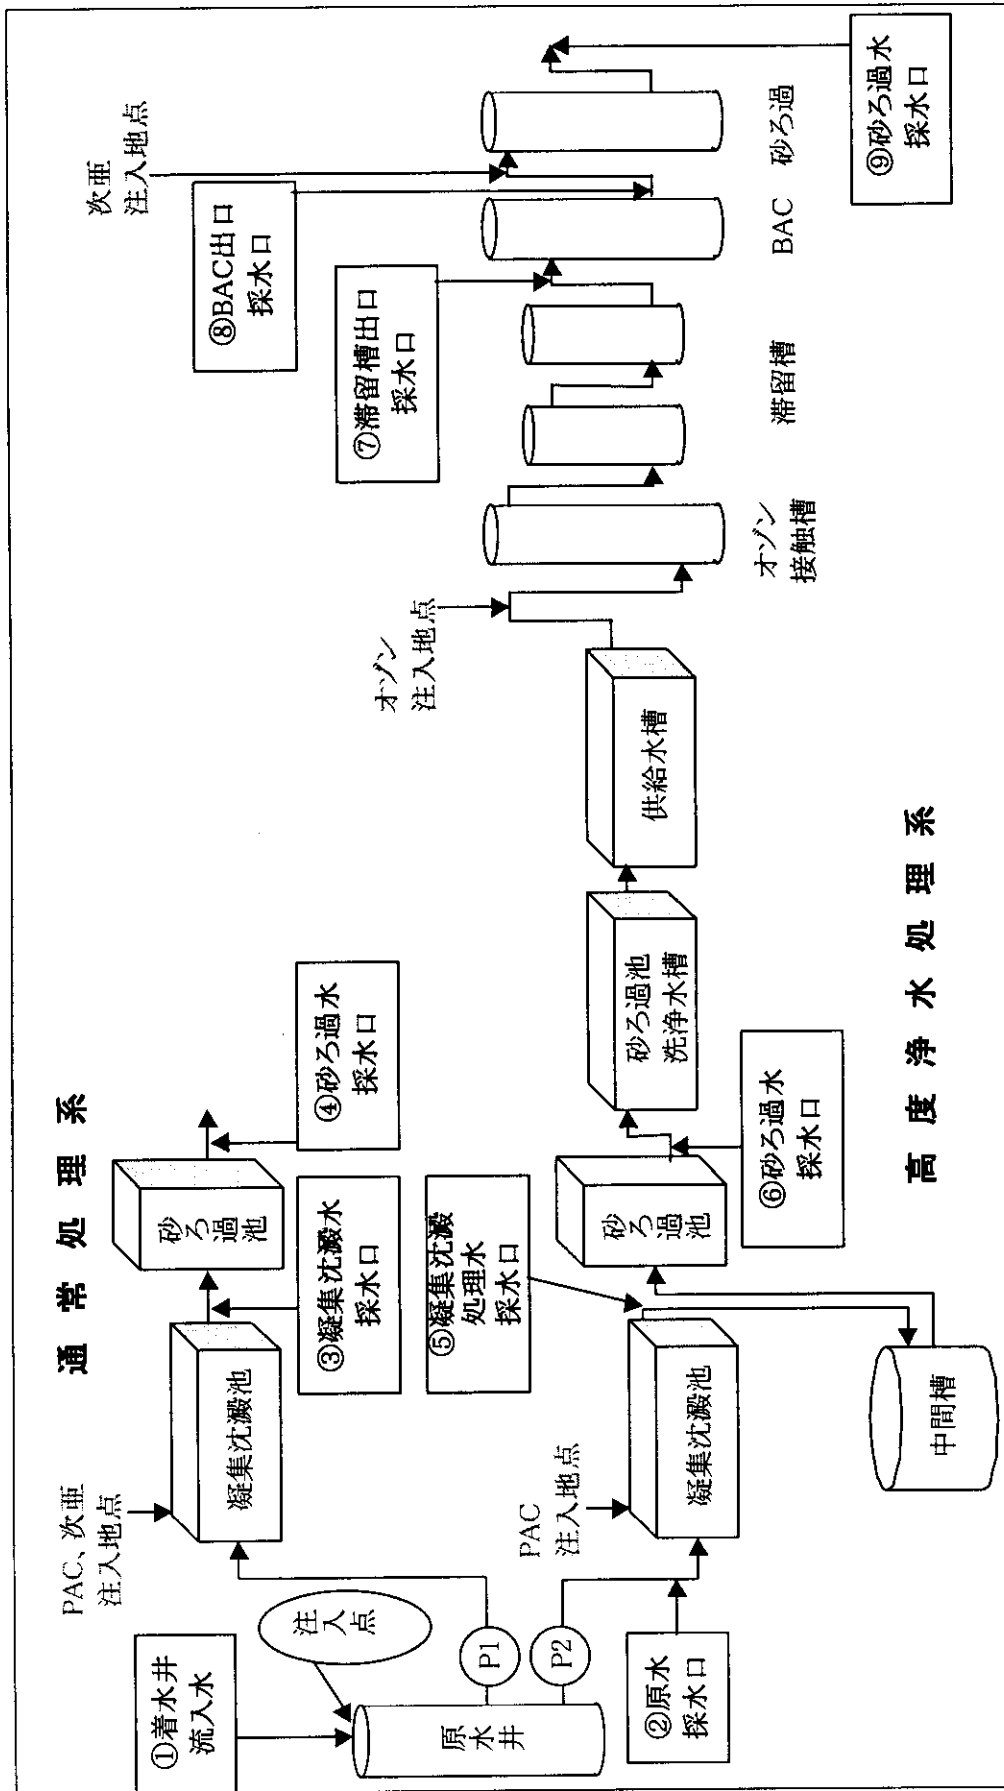 通常処理系
PAC、次亜
注入地点
①着水井
流入水
注入点
原水井
P1
P2
②原水
採水口
凝集沈澱池
③凝集沈澱水
採水口
砂ろ過池
④砂ろ過水
採水口
PAC
注入地点
凝集沈澱池
⑤凝集沈澱
処理水
採水口
中間槽
砂ろ過池
⑥砂ろ過水
採水口
砂ろ過池
洗浄水槽
供給水槽
オゾン
注入地点
オゾン
接触槽
滞留槽
⑦滞留槽出口
採水口
⑧BAC出口
採水口
BAC
次亜
注入地点
砂ろ過
⑨砂ろ過水
採水口
高度浄水処理系